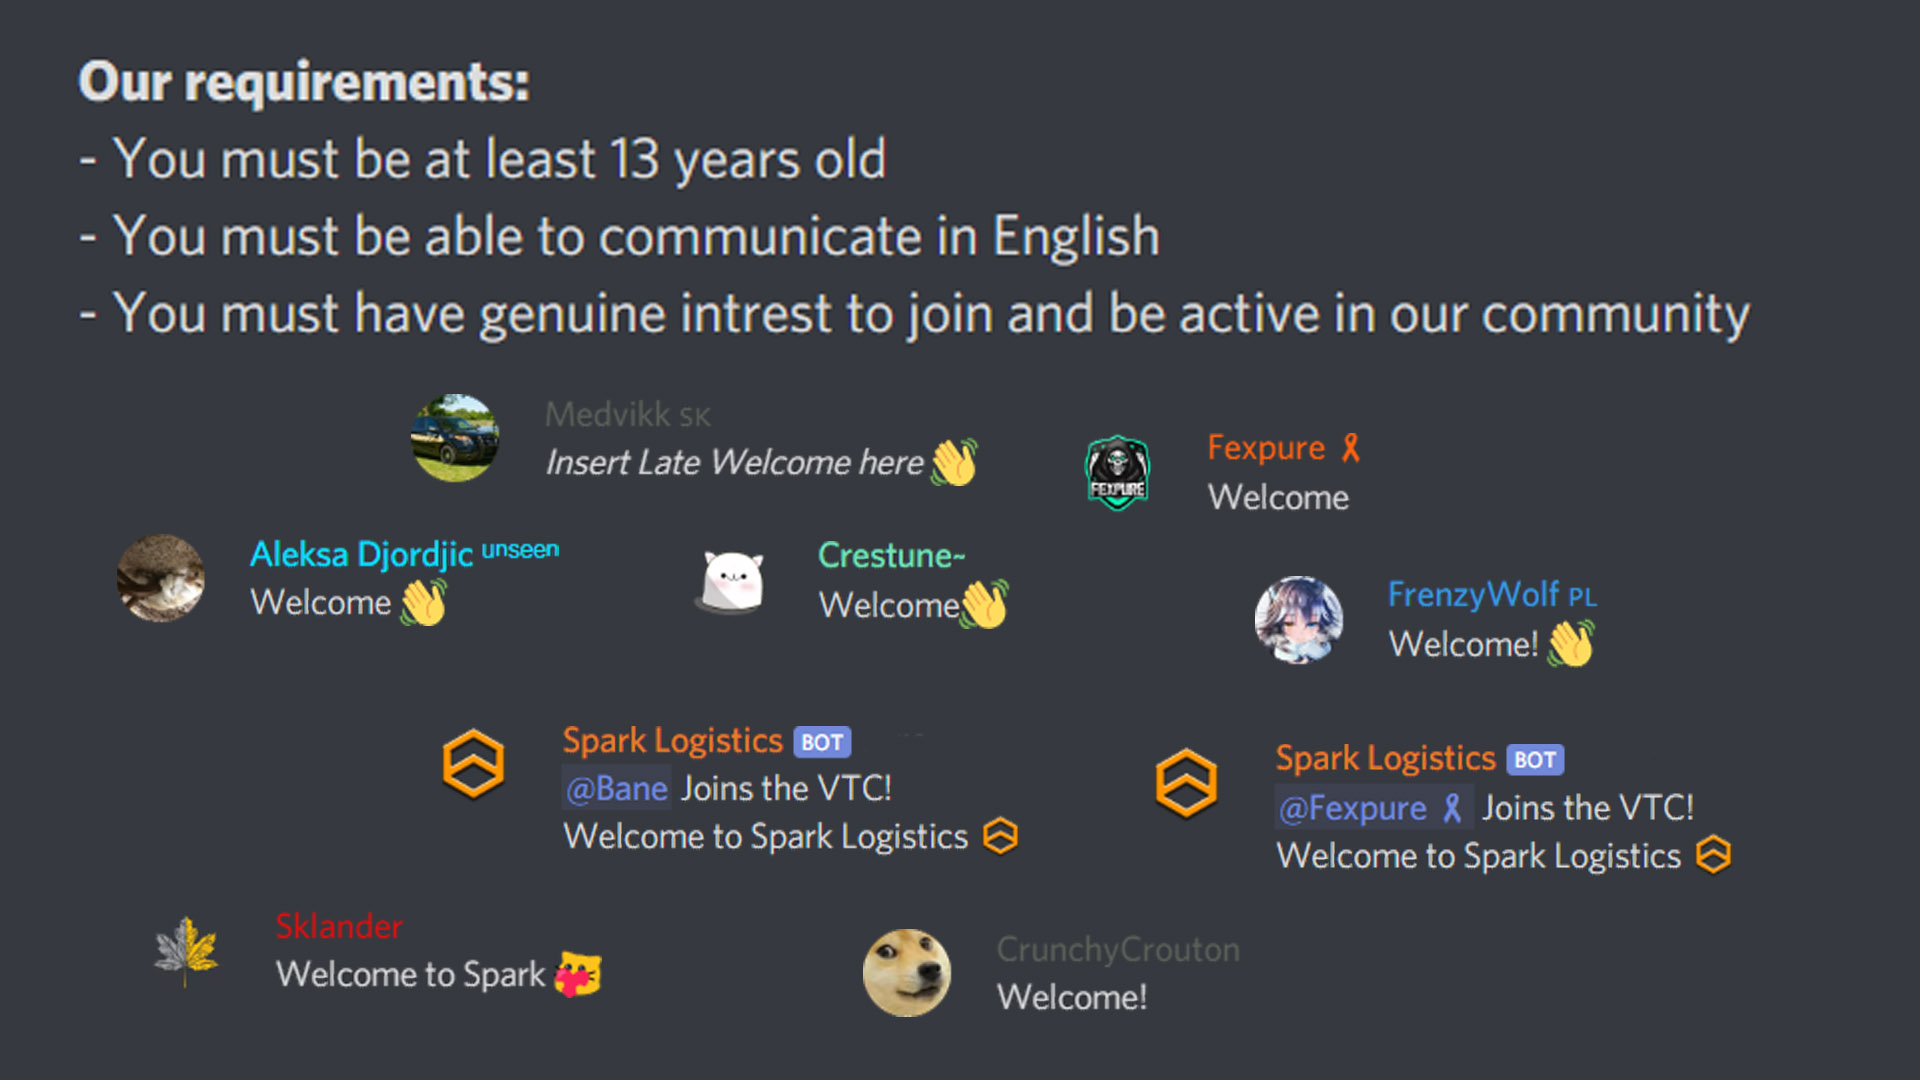 Our requirements:
- You must be at least 13 years old
- You must be able to communicate in English
- You must have genuine intrest to join and be active in our community
Medvikk SK
Insert Late Welcome here 👋
Fexpure 🎗
Welcome
FEXPURE
Aleksa Djordjic unseen
Welcome 👋
Crestune~
Welcome👋
FrenzyWolf PL
Welcome! 👋
Spark Logistics BOT
@Bane Joins the VTC!
Welcome to Spark Logistics
Spark Logistics BOT
@Fexpure 🎗 Joins the VTC!
Welcome to Spark Logistics
Sklander
Welcome to Spark
CrunchyCrouton
Welcome!